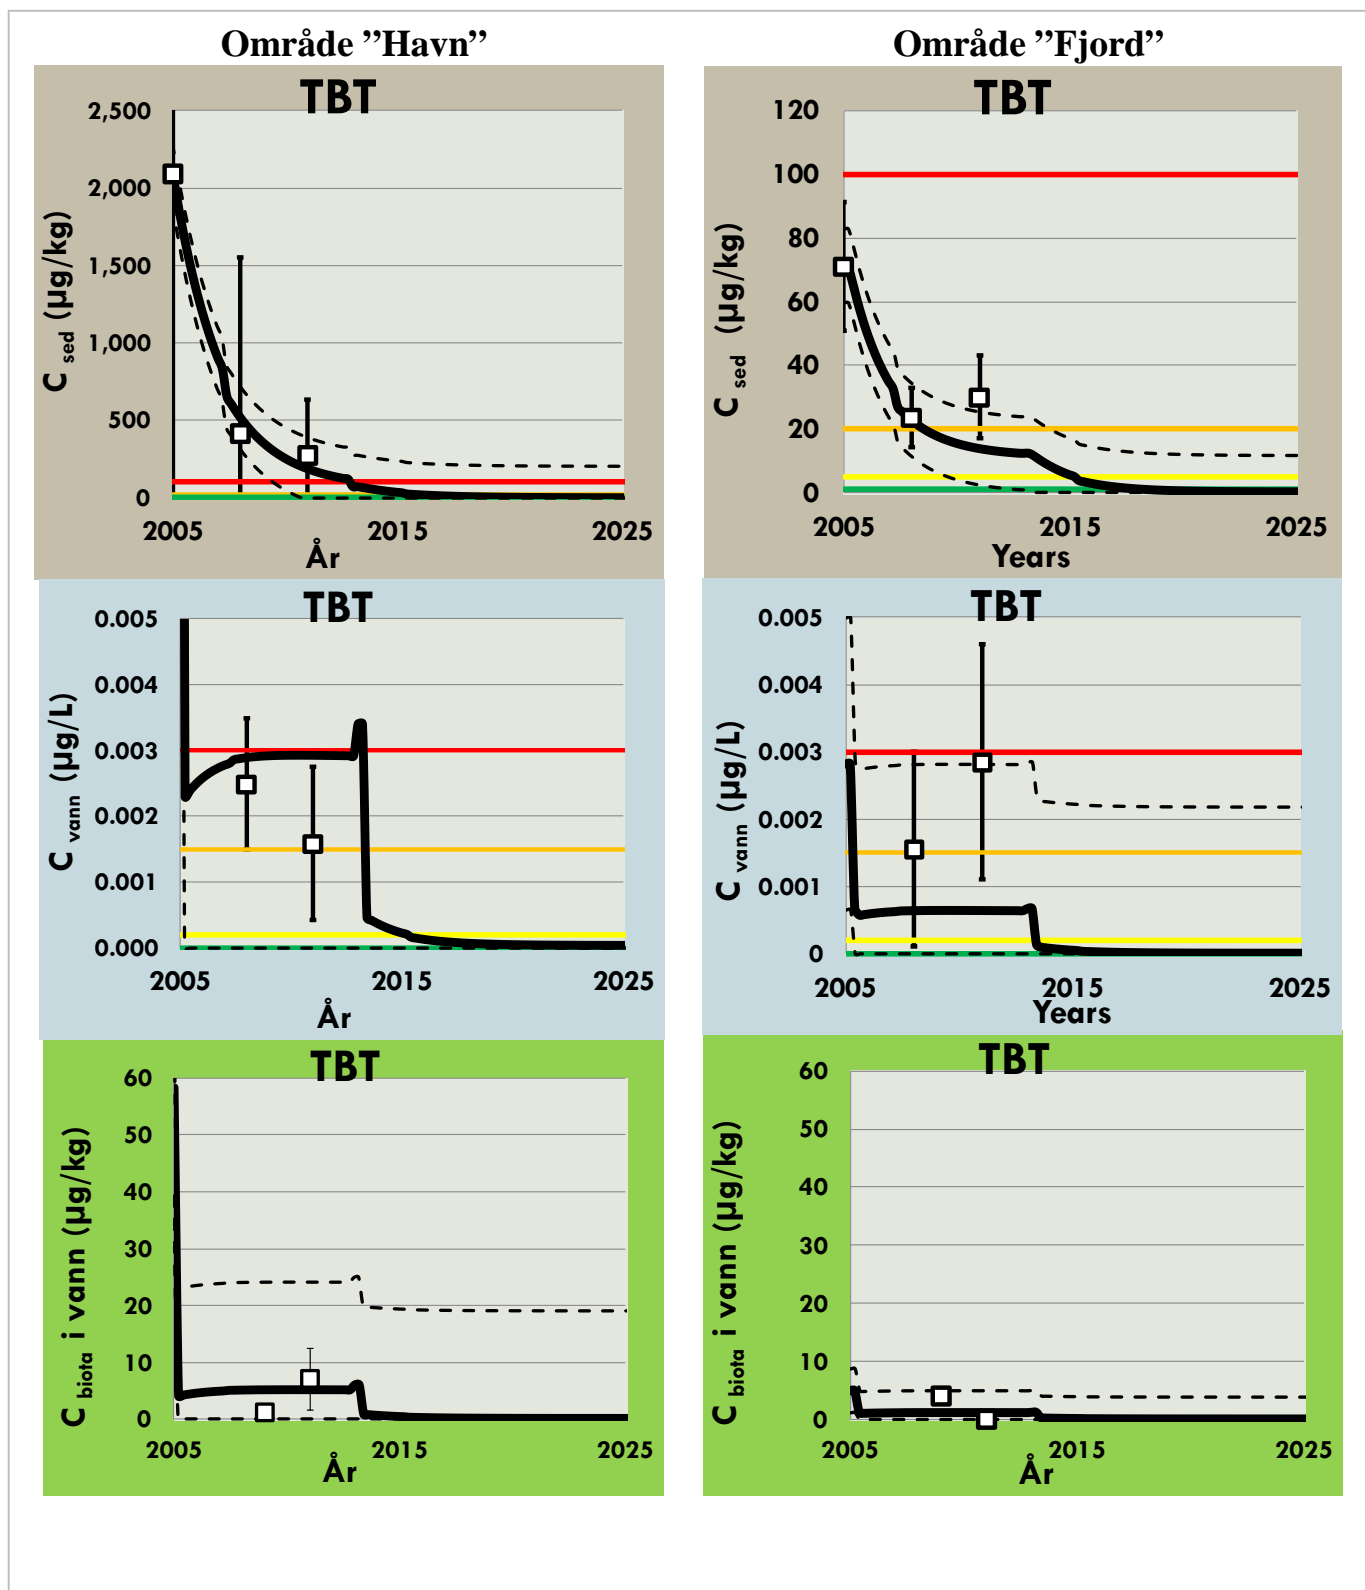 Område ”Havn”
Område ”Fjord”
TBT
2,500
2,000
1,500
1,000
500
0
C sed (µg/kg)
2005
2015
2025
År
TBT
120
100
80
60
40
20
0
C sed (µg/kg)
2005
2015
2025
Years
TBT
0.005
0.004
0.003
0.002
0.001
0.000
C vann (µg/L)
2005
2015
2025
År
TBT
0.005
0.004
0.003
0.002
0.001
0
C vann (µg/L)
2005
2015
2025
Years
TBT
60
50
40
30
20
10
0
C biota i vann (µg/kg)
2005
2015
2025
År
TBT
60
50
40
30
20
10
0
C biota i vann (µg/kg)
2005
2015
2025
År